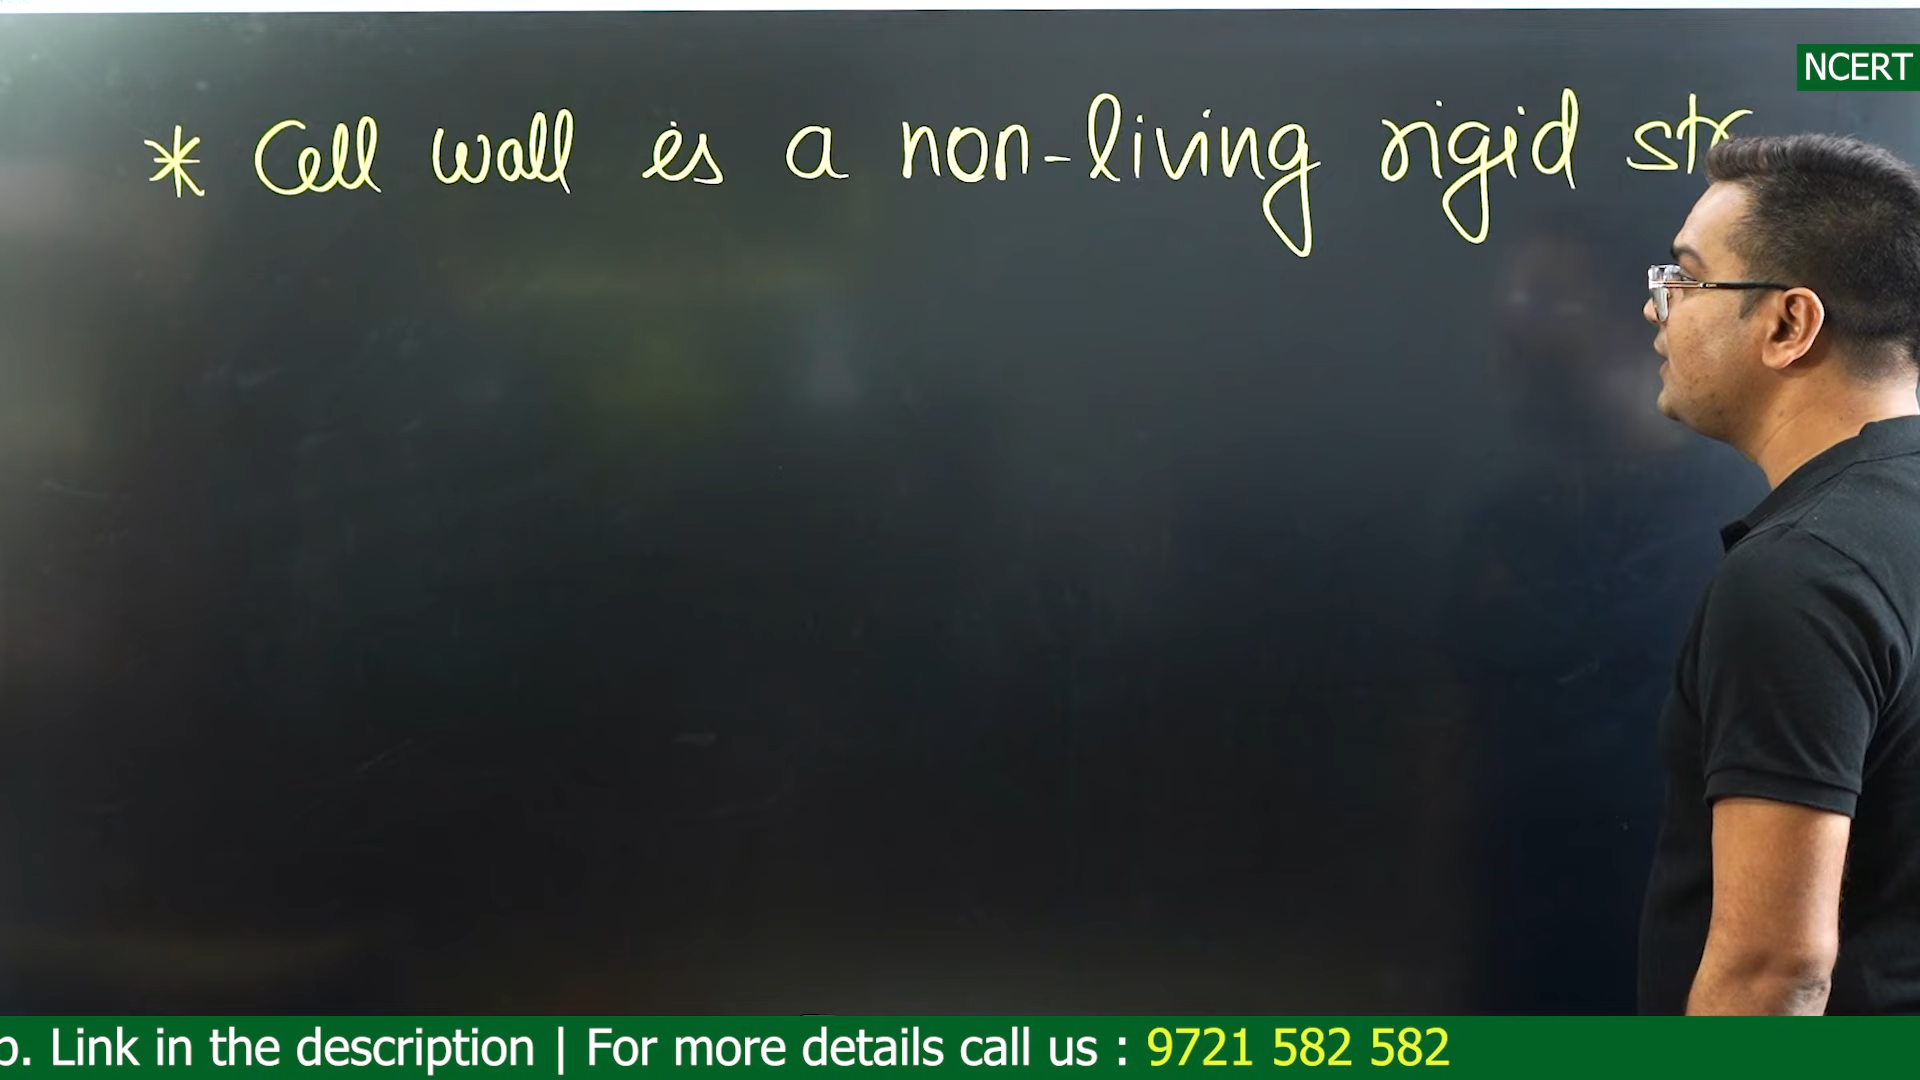 NCERT
* Cell wall is a non-living rigid str
b. Link in the description | For more details call us : 9721 582 582